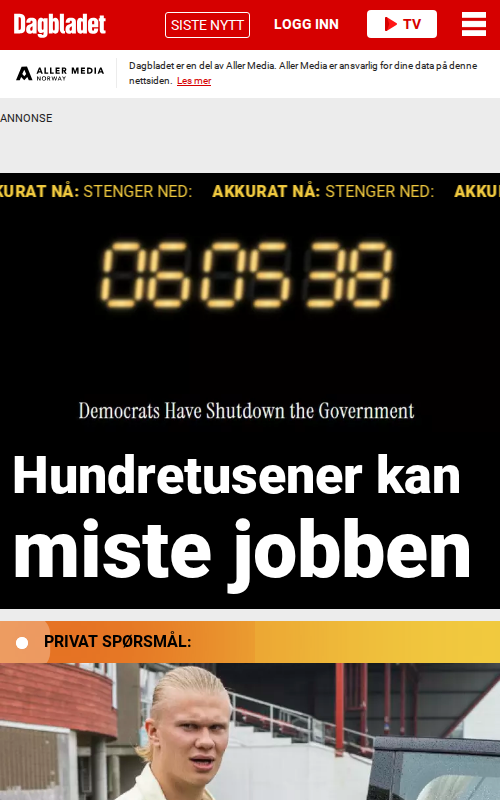 Dagbladet
SISTE NYTT
LOGG INN
TV
ALLER MEDIA
NORWAY
Dagbladet er en del av Aller Media. Aller Media er ansvarlig for dine data på denne
nettsiden. Les mer
ANNONSE
KURAT NÅ: STENGER NED: AKKURAT NÅ: STENGER NED: AKKU
06 05 38
Democrats Have Shutdown the Government
Hundretusener kan
miste jobben
PRIVAT SPØRSMÅL: